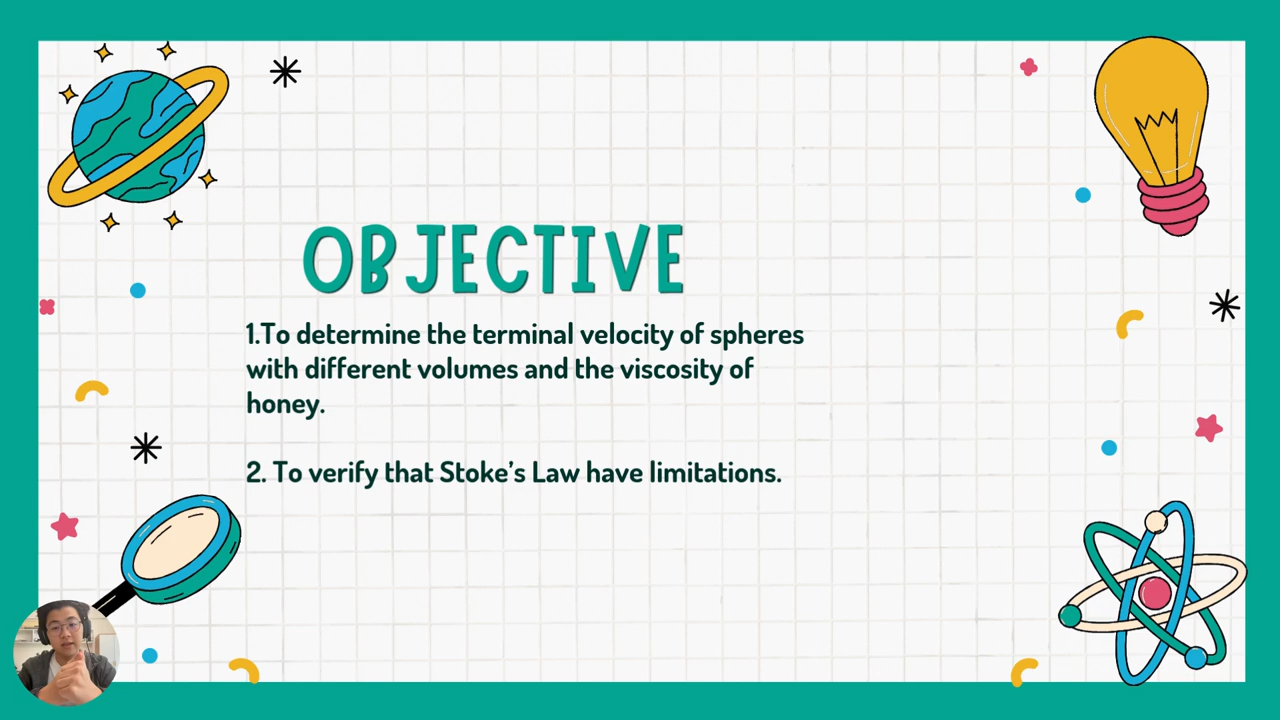 OBJECTIVE
1.To determine the terminal velocity of spheres
with different volumes and the viscosity of
honey.
2. To verify that Stoke's Law have limitations.